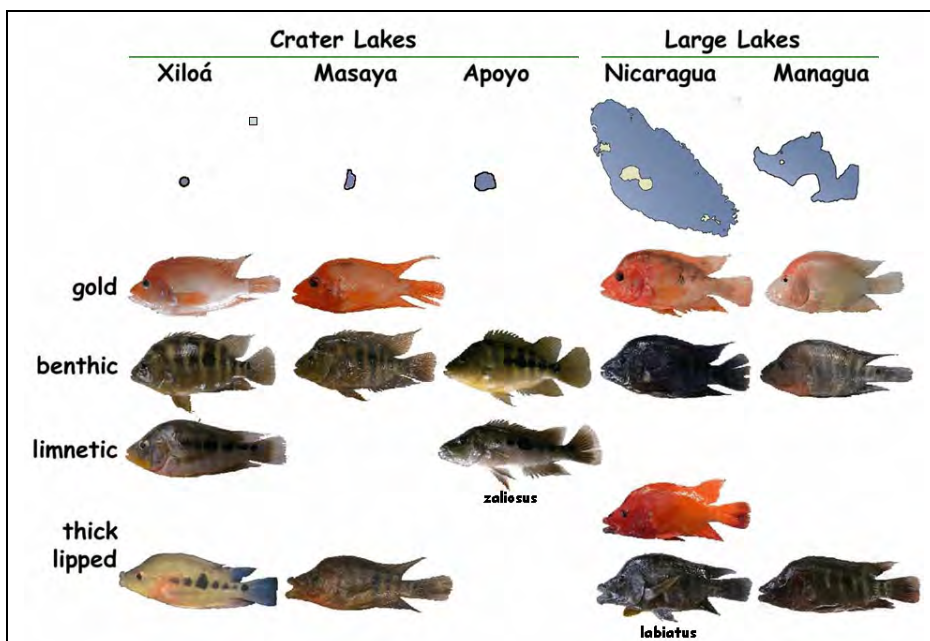 Crater Lakes Large Lakes
Xiloá Masaya Apoyo Nicaragua Managua
gold
benthic
limnetic
zaliosus
thick
lipped
labiatus